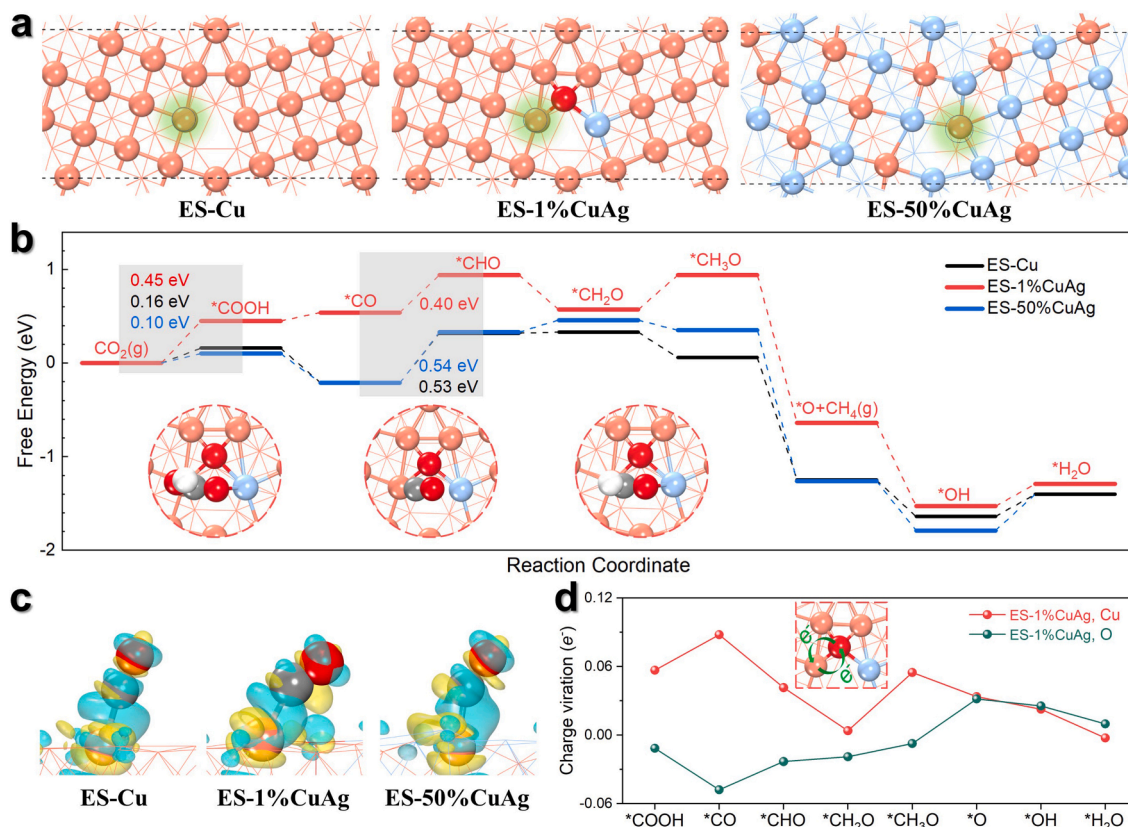 a
ES-Cu
ES-1%CuAg
ES-50%CuAg
b
Free Energy (eV)
1
0
-1
-2
0.45 eV
0.16 eV
0.10 eV
CO₂(g)
*COOH
*CO
*CHO
0.40 eV
0.54 eV
0.53 eV
*CH₂O
*CH₃O
*O+CH₄(g)
*OH
*H₂O
ES-Cu
ES-1%CuAg
ES-50%CuAg
Reaction Coordinate
c
ES-Cu
ES-1%CuAg
ES-50%CuAg
d
Charge viration (e⁻)
0.12
0.06
0.00
-0.06
e⁻
e⁻
ES-1%CuAg, Cu
ES-1%CuAg, O
*COOH
*CO
*CHO
*CH₂O
*CH₃O
*O
*OH
*H₂O